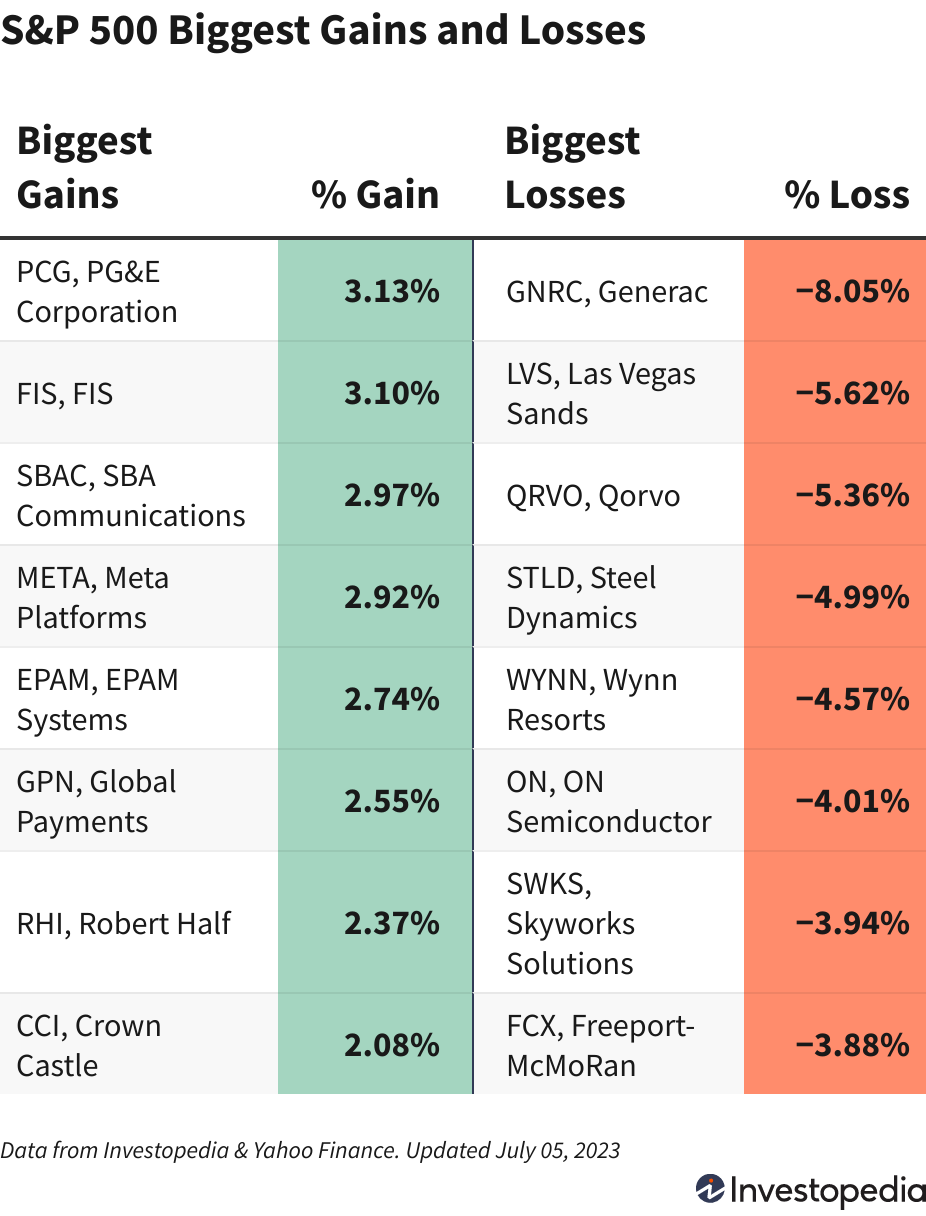 S&P 500 Biggest Gains and Losses
Biggest
Gains
% Gain
Biggest
Losses
% Loss
PCG, PG&E
Corporation
3.13%
GNRC, Generac
−8.05%
FIS, FIS
3.10%
LVS, Las Vegas
Sands
−5.62%
SBAC, SBA
Communications
2.97%
QRVO, Qorvo
−5.36%
META, Meta
Platforms
2.92%
STLD, Steel
Dynamics
−4.99%
EPAM, EPAM
Systems
2.74%
WYNN, Wynn
Resorts
−4.57%
GPN, Global
Payments
2.55%
ON, ON
Semiconductor
−4.01%
RHI, Robert Half
2.37%
SWKS,
Skyworks
Solutions
−3.94%
CCI, Crown
Castle
2.08%
FCX, Freeport-
McMoRan
−3.88%
Data from Investopedia & Yahoo Finance. Updated July 05, 2023
Investopedia